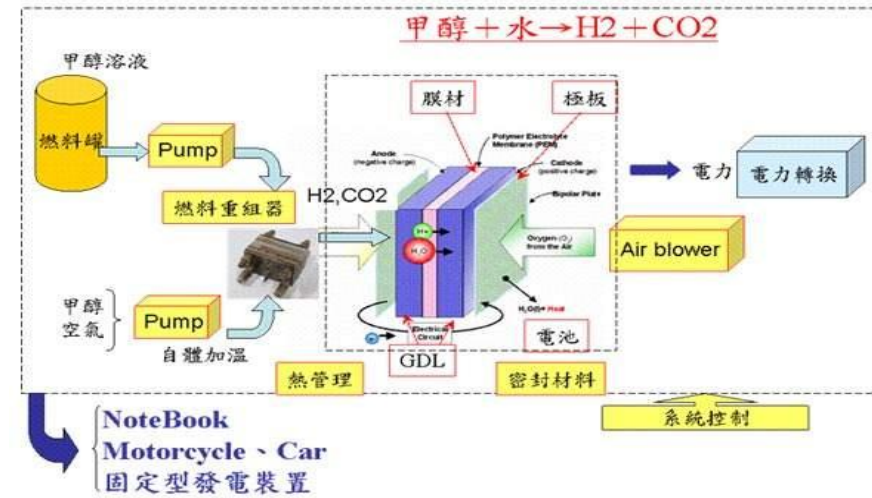 甲醇＋水→H2＋CO2
甲醇溶液
燃料罐
Pump
燃料重組器
H2,CO2
甲醇
空氣
Pump
自體加溫
膜材
極板
Anode
(negative charge)
Polymer Electrolyte
Membrane (PEM)
Cathode
(positive charge)
Bipolar Plate
H+
H2O
Oxygen (O2)
from the Air
H2O(l)+ Heat
Electrical
Circuit
GDL
電池
熱管理
密封材料
電力
電力轉換
Air blower
系統控制
NoteBook
Motorcycle、Car
固定型發電裝置